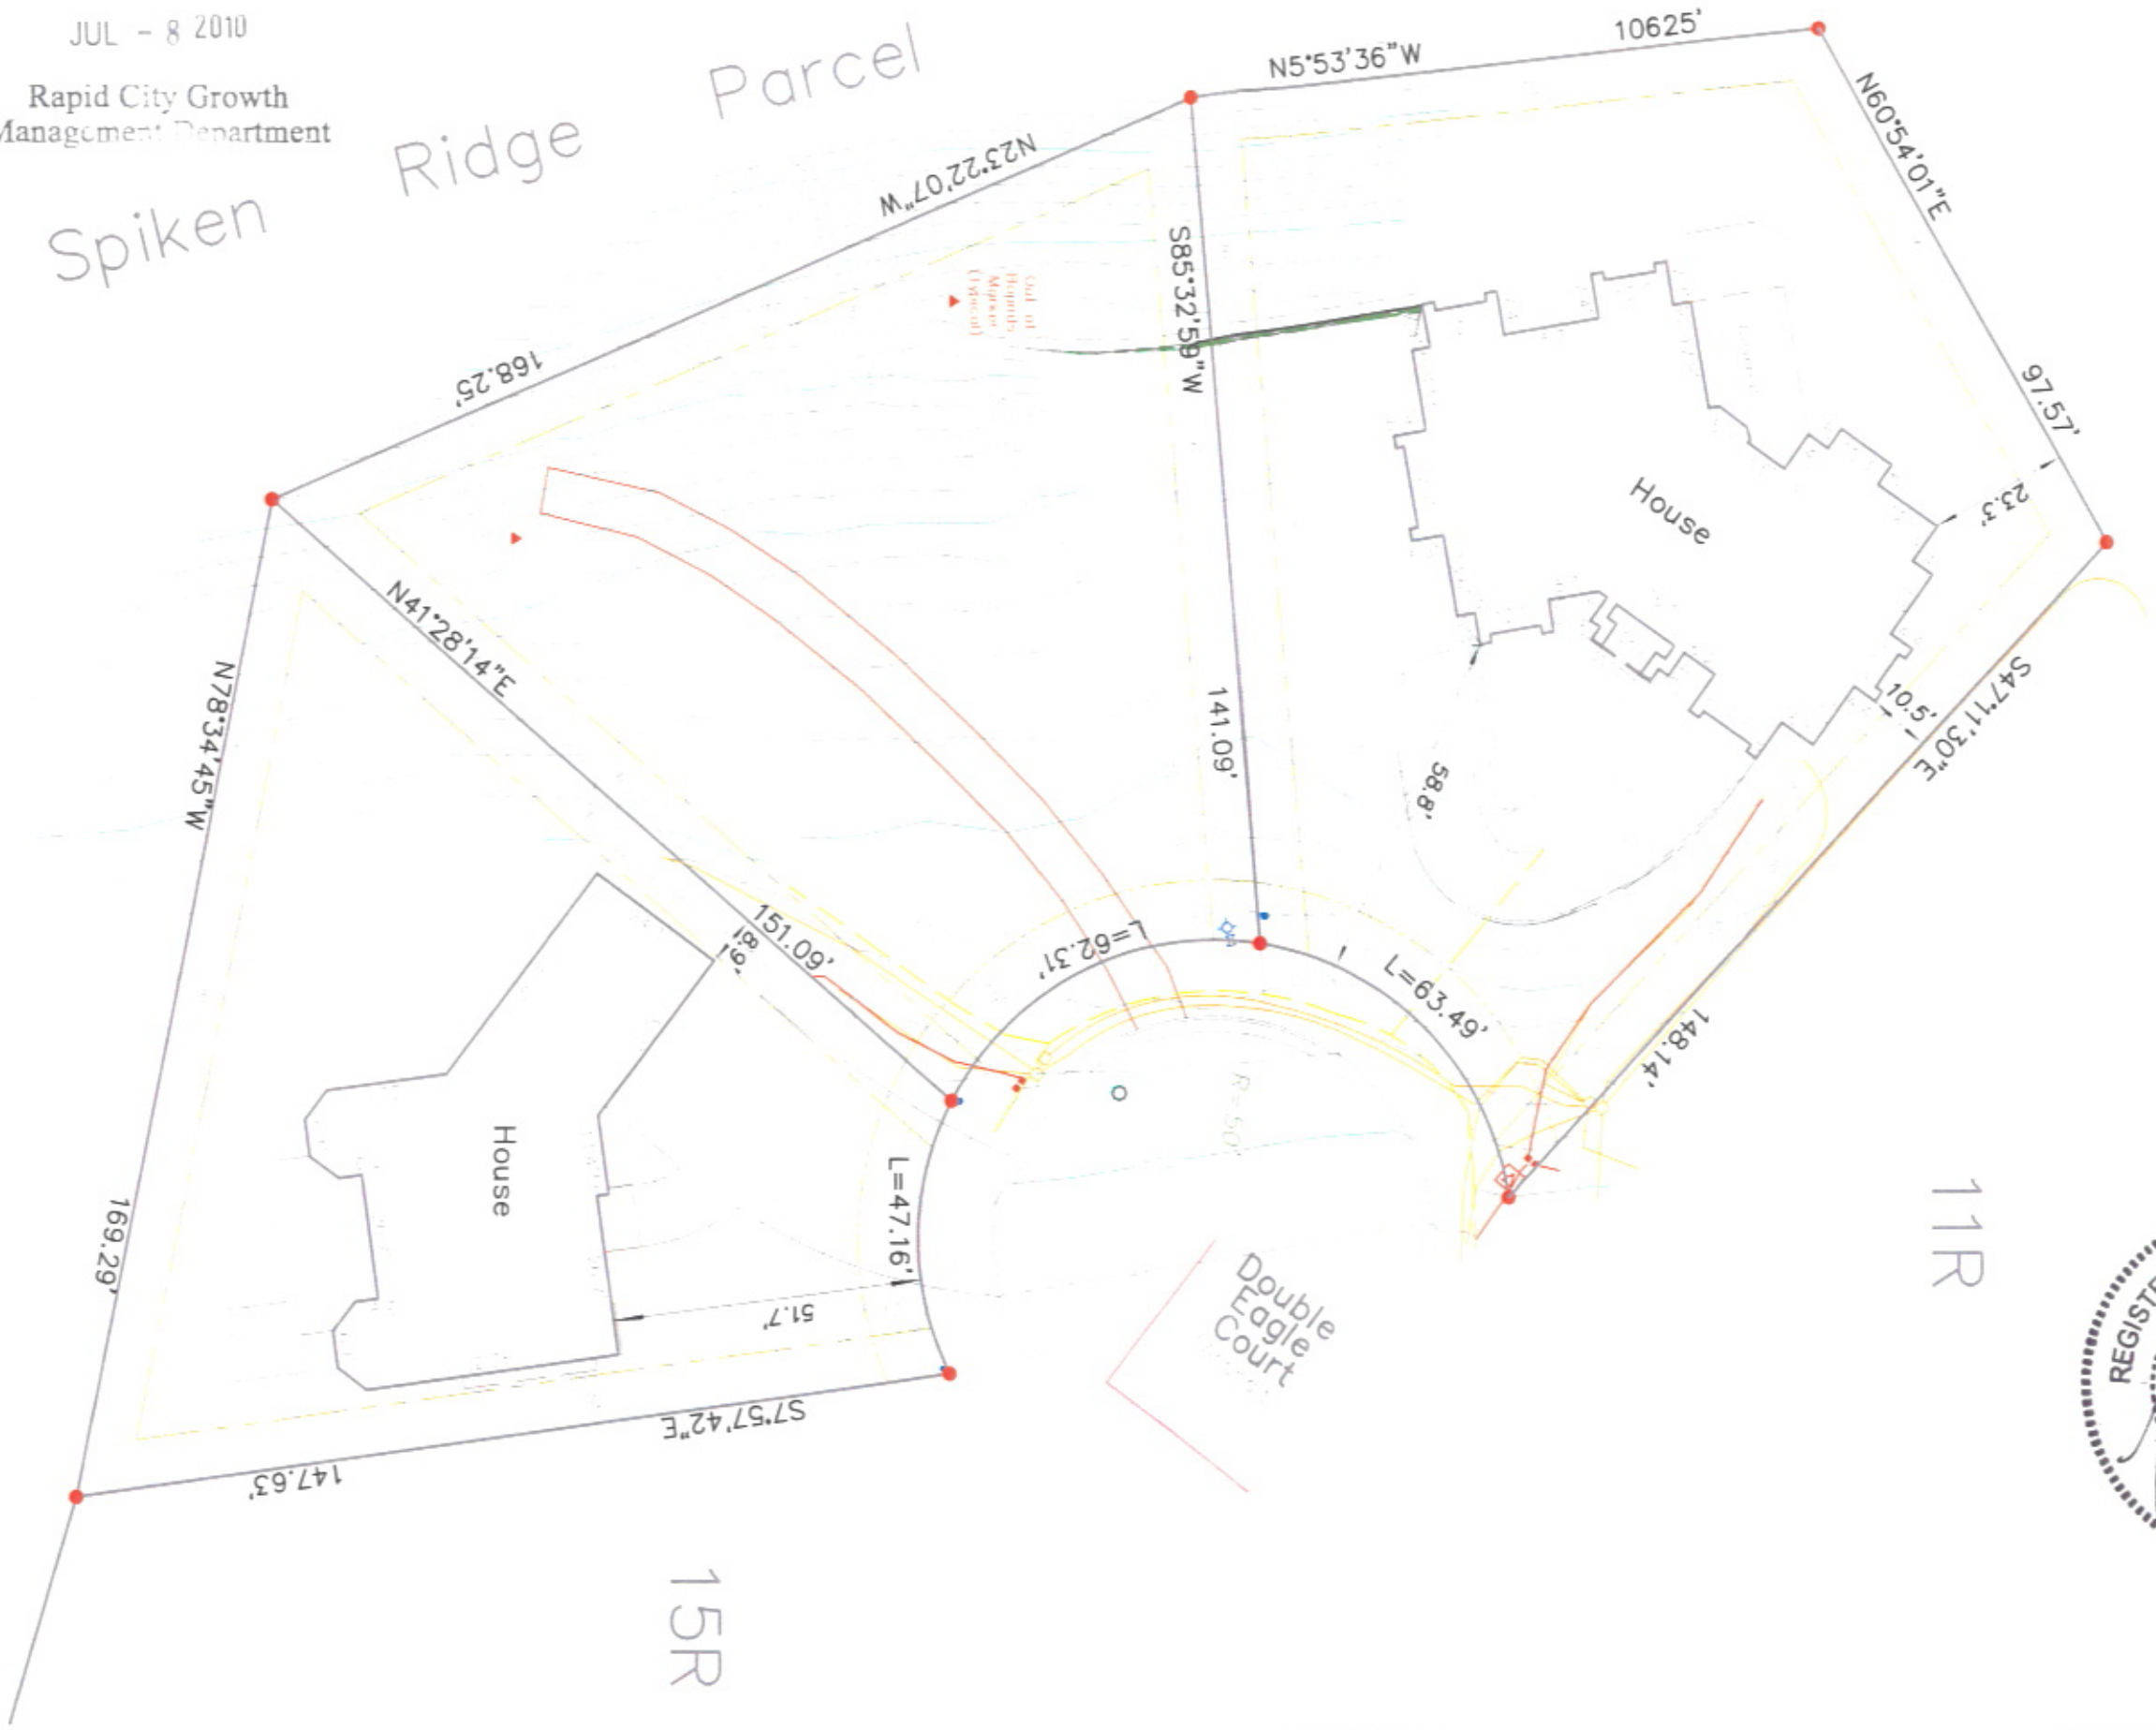 JUL - 8 2010
Rapid City Growth
Management Department
Spiken Ridge Parcel
N5°53'36"W
10625'
N60°54'01"E
97.57'
23.3'
N23°22'07"W
168.25'
S85°32'59"W
141.09'
House
10.5'
S47°11'30"E
148.14'
58.8'
N41°28'14"E
151.09'
9.8'
L=62.31'
L=63.49'
R=50'
N78°34'45"W
169.29'
House
L=47.16'
51.7'
S7°57'42"E
147.63'
Double
Eagle
Court
11R
15R